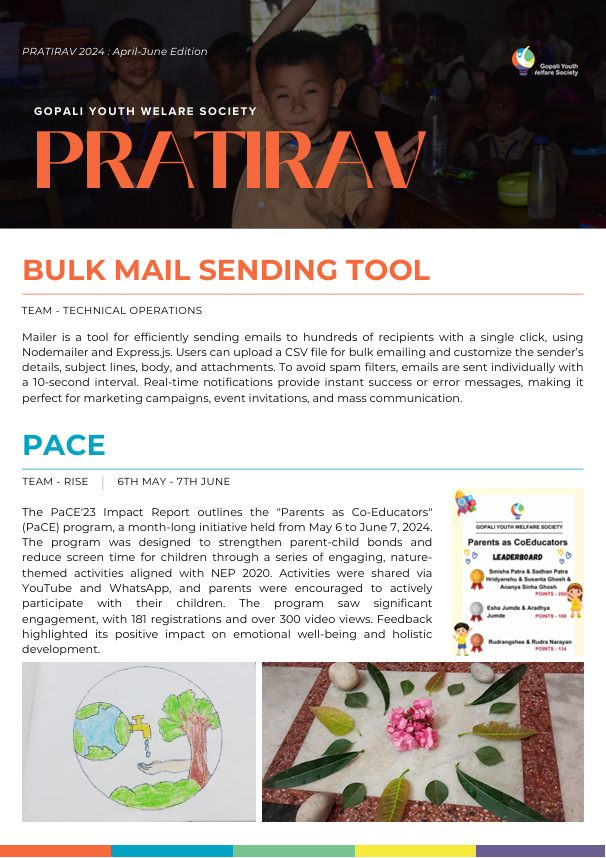 PRATIRAV 2024 : April-June Edition
Gopali Youth
Welfare Society
GOPALI YOUTH WELARE SOCIETY
PRATIRAV
BULK MAIL SENDING TOOL
TEAM - TECHNICAL OPERATIONS
Mailer is a tool for efficiently sending emails to hundreds of recipients with a single click, using
Nodemailer and Express.js. Users can upload a CSV file for bulk emailing and customize the sender's
details, subject lines, body, and attachments. To avoid spam filters, emails are sent individually with
a 10-second interval. Real-time notifications provide instant success or error messages, making it
perfect for marketing campaigns, event invitations, and mass communication.
PACE
TEAM - RISE 6TH MAY - 7TH JUNE
The PaCE'23 Impact Report outlines the "Parents as Co-Educators"
(PaCE) program, a month-long initiative held from May 6 to June 7, 2024.
The program was designed to strengthen parent-child bonds and
reduce screen time for children through a series of engaging, nature-
themed activities aligned with NEP 2020. Activities were shared via
YouTube and WhatsApp, and parents were encouraged to actively
participate with their children. The program saw significant
engagement, with 181 registrations and over 300 video views. Feedback
highlighted its positive impact on emotional well-being and holistic
development.
GOPALI YOUTH WELFARE SOCIETY
Parents as CoEducators
LEADERBOARD
Smisha Patra & Sadhan Patra
Hridyanshu & Susanta Ghosh &
Ananya Sinha Ghosh
POINTS - 206
Esha Jumde & Aradhya
Jumde
POINTS - 168
Rudrangshee & Rudra Narayan
POINTS - 134